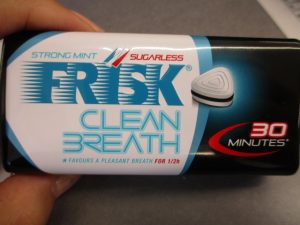 STRONG MINT SUGARLESS
FRISK®
CLEAN
BREATH
FAVOURS A PLEASANT BREATH FOR 1/2h
30
MINUTES*